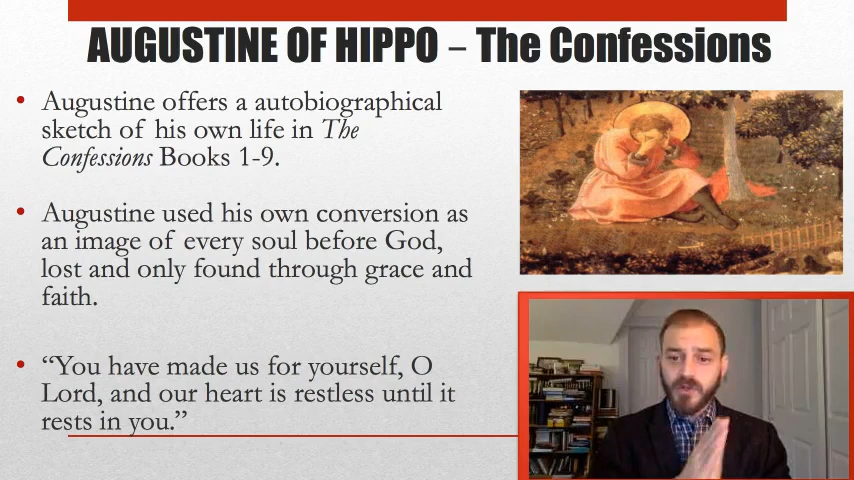 AUGUSTINE OF HIPPO – The Confessions
• Augustine offers a autobiographical
sketch of his own life in The
Confessions Books 1-9.
• Augustine used his own conversion as
an image of every soul before God,
lost and only found through grace and
faith.
• “You have made us for yourself, O
Lord, and our heart is restless until it
rests in you.”